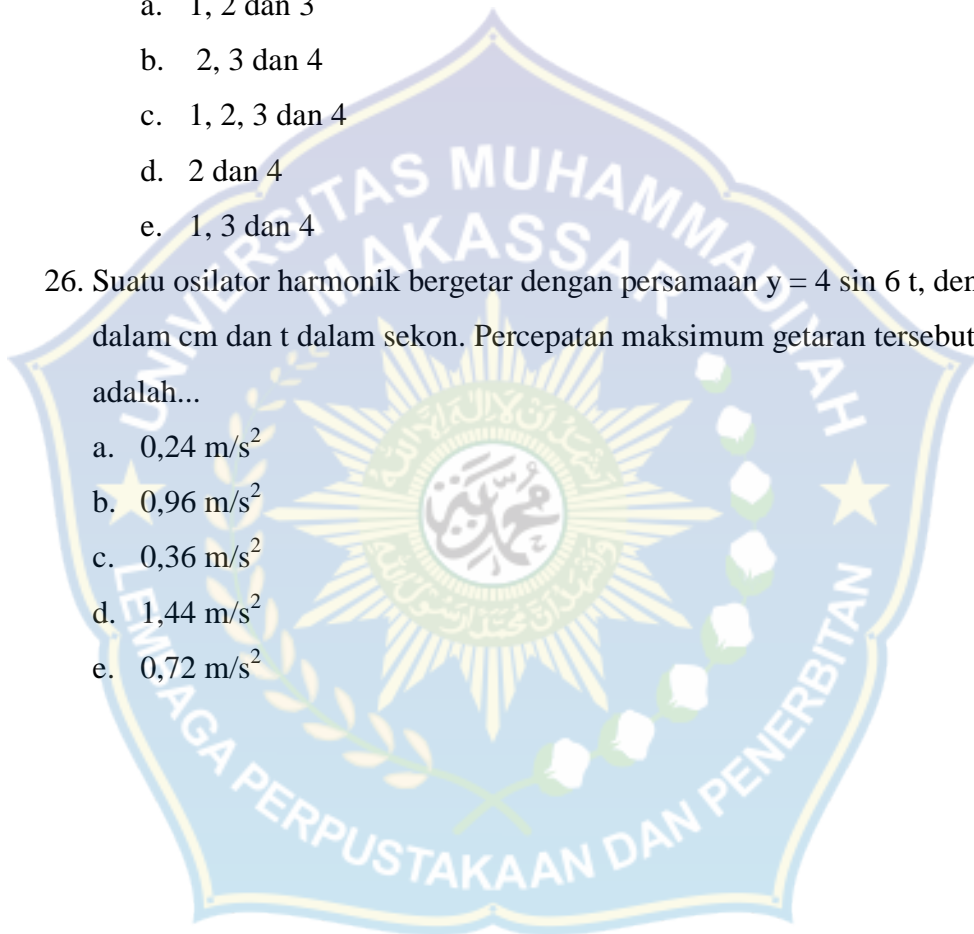 a. 1, 2 dan 3
b. 2, 3 dan 4
c. 1, 2, 3 dan 4
d. 2 dan 4
e. 1, 3 dan 4
26. Suatu osilator harmonik bergetar dengan persamaan y = 4 sin 6 t,
dalam cm dan t dalam sekon. Percepatan maksimum getaran tersebut
adalah...
a. 0,24 m/s²
b. 0,96 m/s²
c. 0,36 m/s²
d. 1,44 m/s²
e. 0,72 m/s²
UNIVERSITAS MUHAMMADIYAH
MAKASSAR
LEMBAGA PERPUSTAKAAN DAN PENERBITAN
محمد